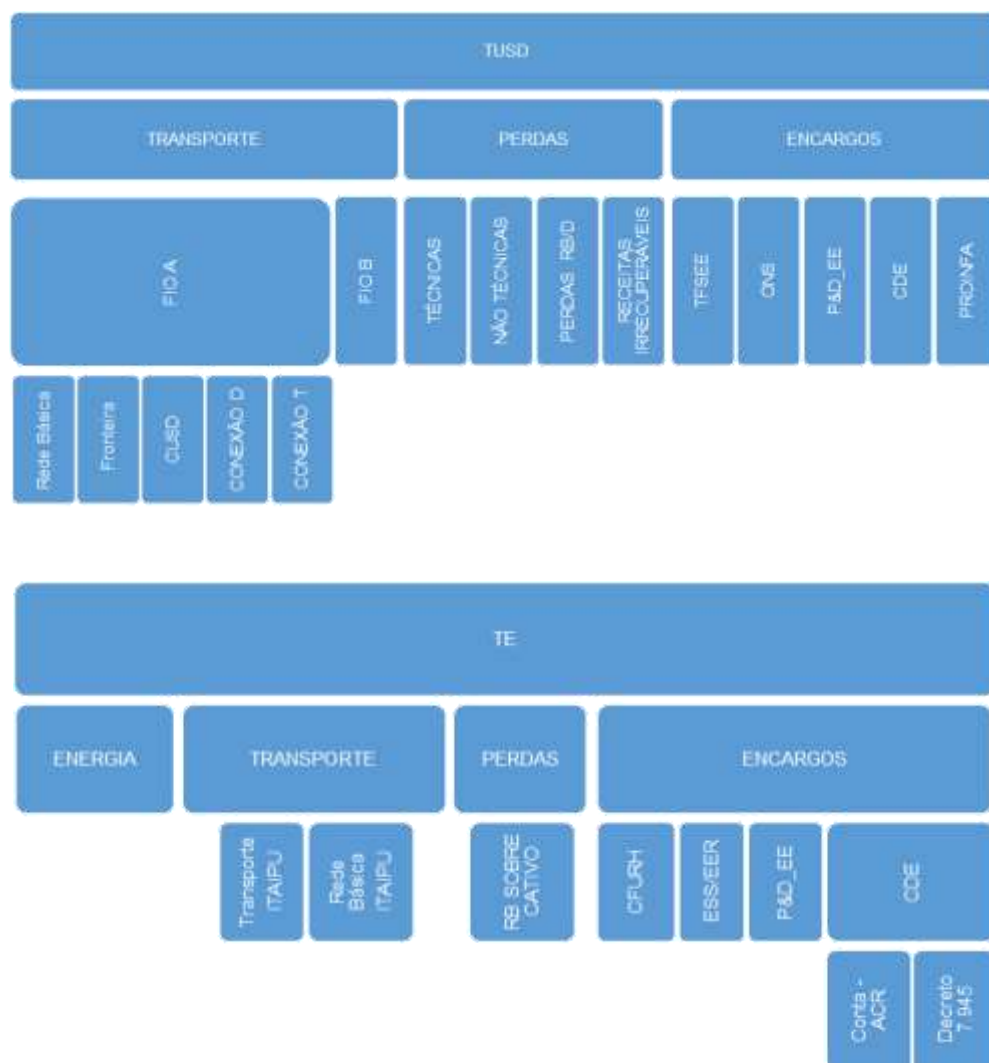 TUSD
TRANSPORTE
PERDAS
ENCARGOS
FIO A
FIO B
TÉCNICAS
NÃO TÉCNICAS
PERDAS RB/D
RECEITAS
IRRECUPERÁVEIS
TFSEE
ONS
P&D_EE
CDE
PROINFA
Rede Básica
Fronteira
CUSD
CONEXÃO D
CONEXÃO T
TE
ENERGIA
TRANSPORTE
PERDAS
ENCARGOS
Transporte
ITAIPU
Rede
Básica
ITAIPU
RB SOBRE
CATIVO
CFURH
ESS/EER
P&D_EE
CDE
Conta -
ACR
Decreto
7.945